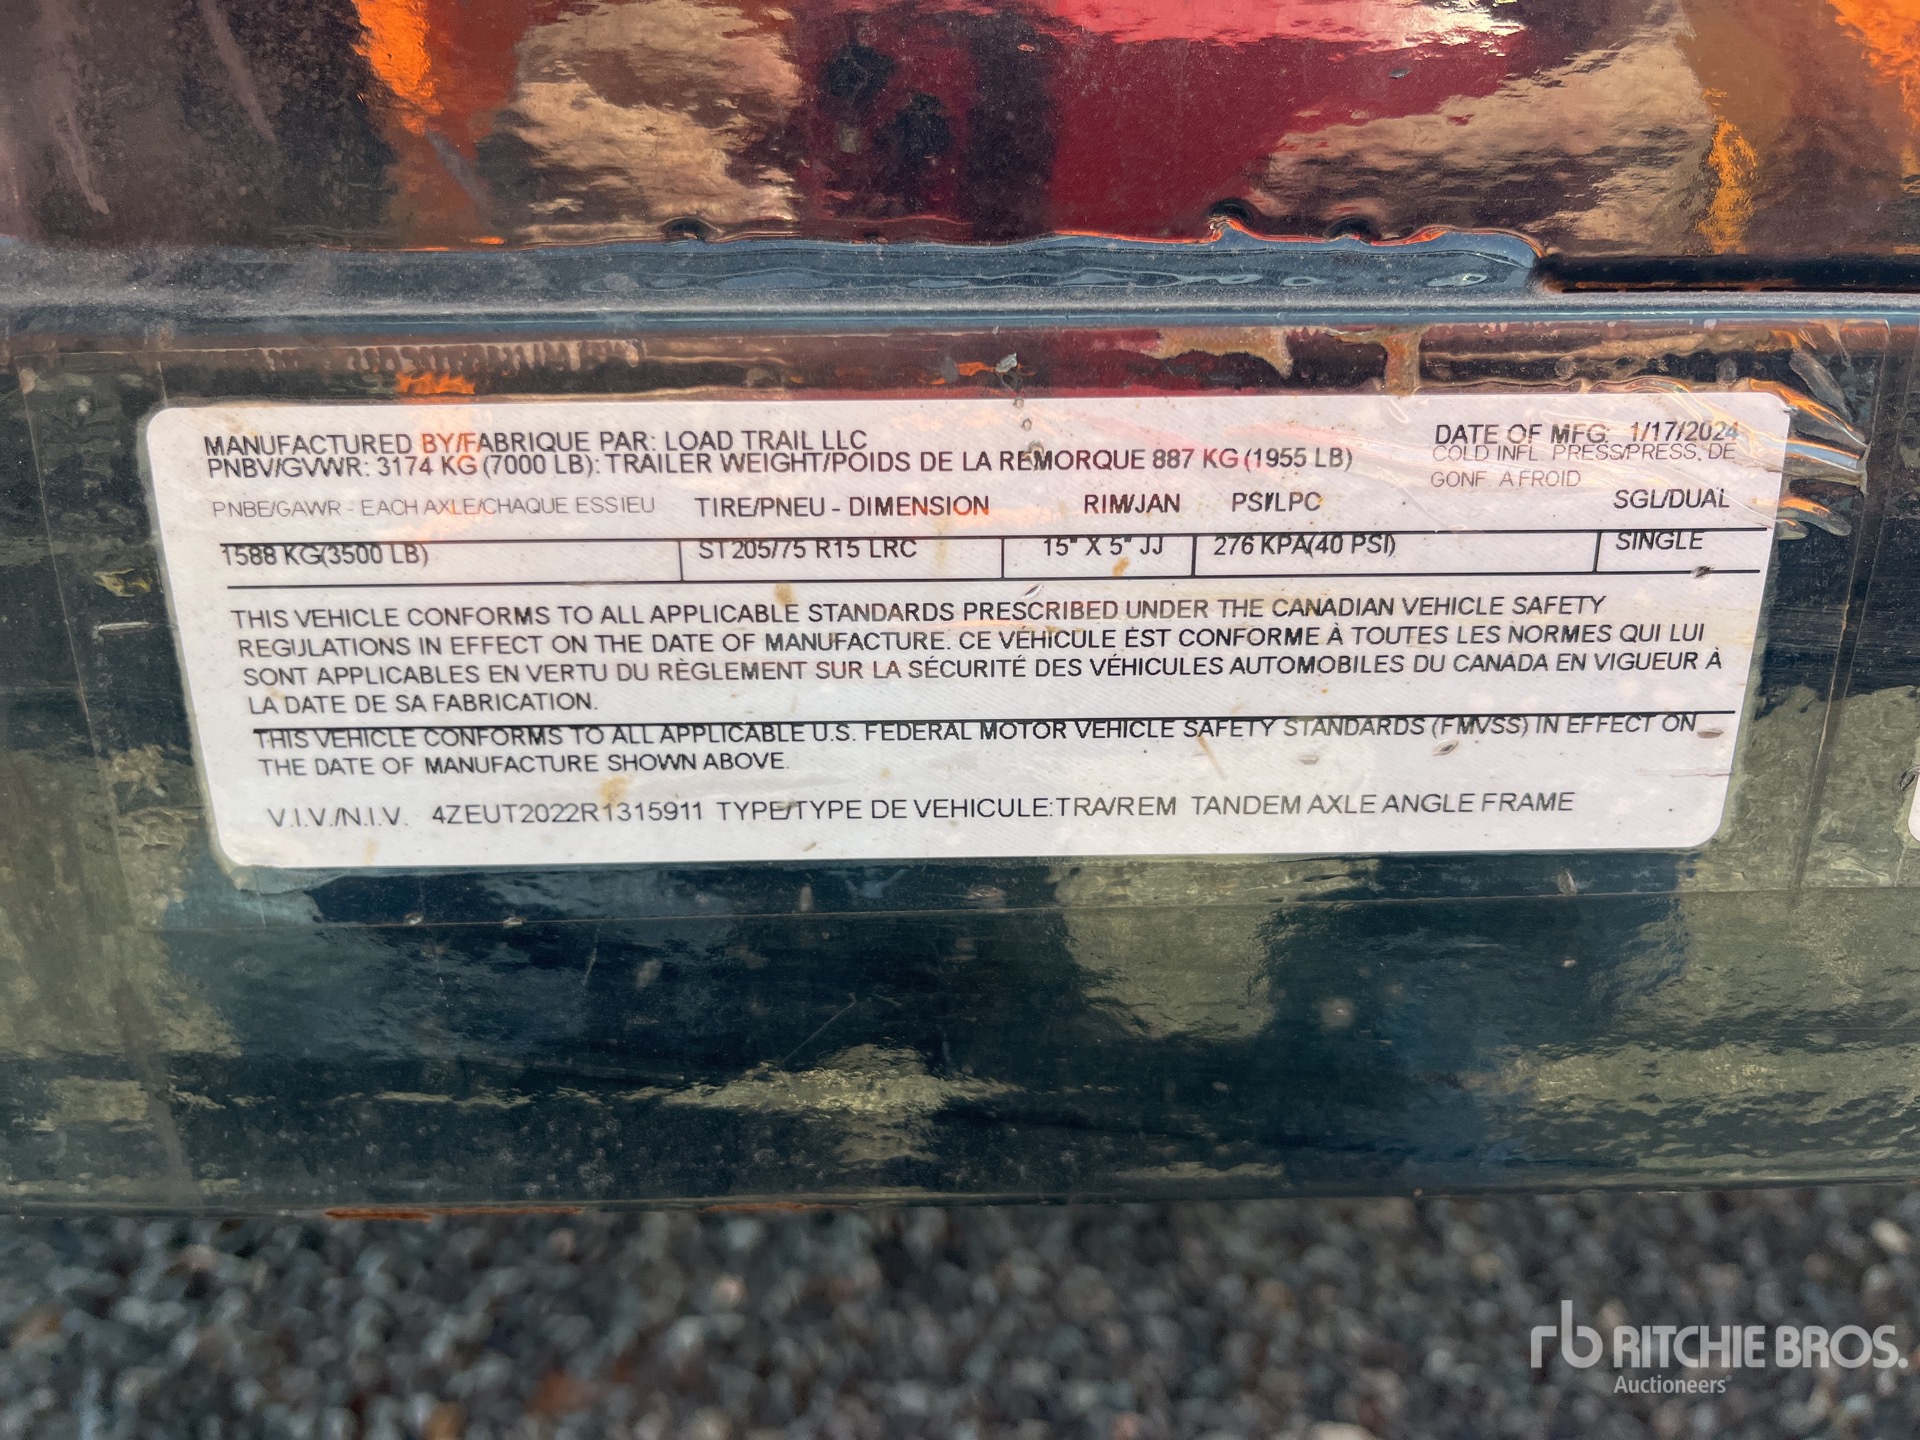 MANUFACTURED BY/FABRIQUE PAR: LOAD TRAIL LLC DATE OF MFG. 1/17/2024
PNBV/GVWR: 3174 KG (7000 LB): TRAILER WEIGHT/POIDS DE LA REMORQUE 887 KG (1955 LB) COLD INFL. PRESS/PRESS. DE
GONF. A FROID
PNBE/GAWR - EACH AXLE/CHAQUE ESSIEU TIRE/PNEU - DIMENSION RIM/JAN PSI/LPC SGL/DUAL
1588 KG(3500 LB) ST205/75 R15 LRC 15" X 5" JJ 276 KPA(40 PSI) SINGLE
THIS VEHICLE CONFORMS TO ALL APPLICABLE STANDARDS PRESCRIBED UNDER THE CANADIAN VEHICLE SAFETY
REGULATIONS IN EFFECT ON THE DATE OF MANUFACTURE. CE VÉHICULE EST CONFORME À TOUTES LES NORMES QUI LUI
SONT APPLICABLES EN VERTU DU RÈGLEMENT SUR LA SÉCURITÉ DES VÉHICULES AUTOMOBILES DU CANADA EN VIGUEUR À
LA DATE DE SA FABRICATION.
THIS VEHICLE CONFORMS TO ALL APPLICABLE U.S. FEDERAL MOTOR VEHICLE SAFETY STANDARDS (FMVSS) IN EFFECT ON
THE DATE OF MANUFACTURE SHOWN ABOVE.
V.I.V./N.I.V. 4ZEUT2022R1315911 TYPE/TYPE DE VEHICULE:TRA/REM TANDEM AXLE ANGLE FRAME
rb RITCHIE BROS.
Auctioneers